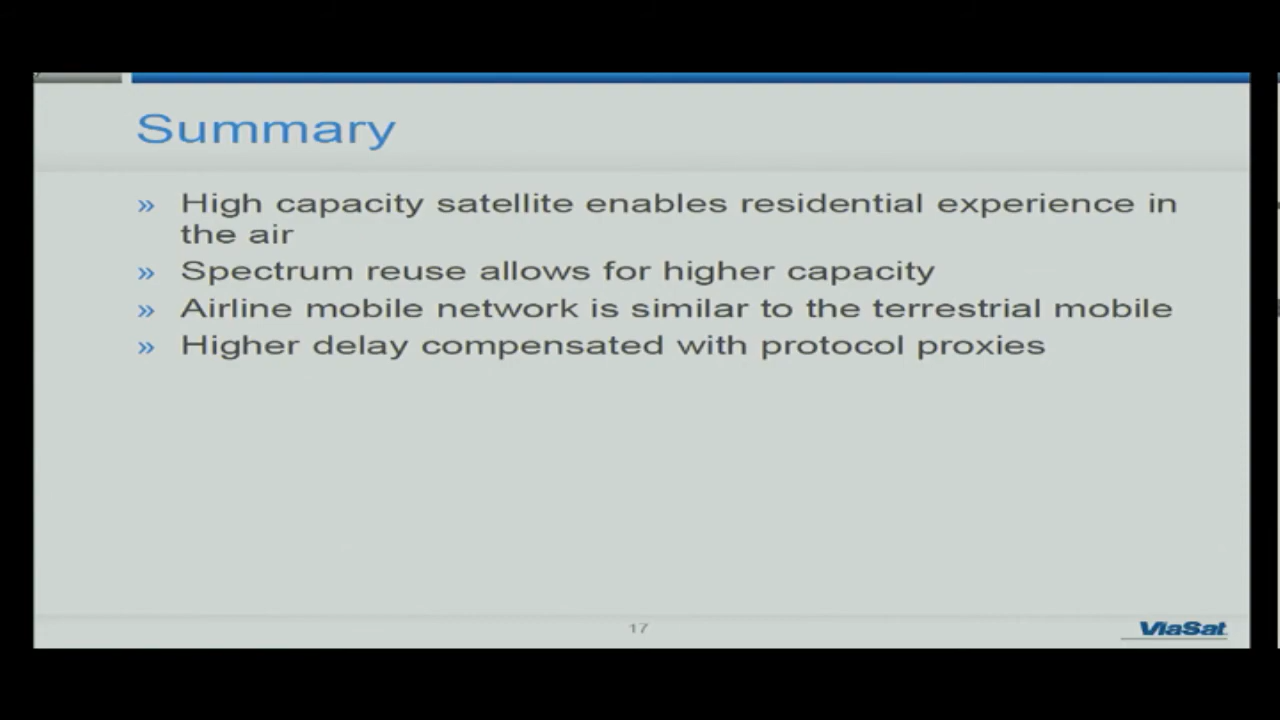 Summary
» High capacity satellite enables residential experience in
the air
» Spectrum reuse allows for higher capacity
» Airline mobile network is similar to the terrestrial mobile
» Higher delay compensated with protocol proxies
17
ViaSat